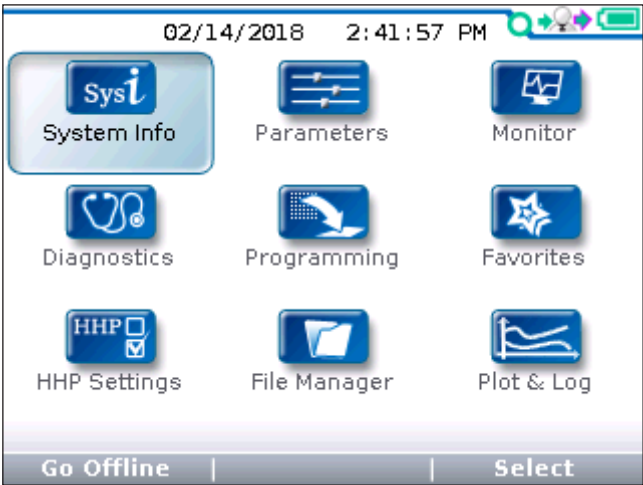 02/14/2018 2:41:57 PM
Sysi
System Info
Parameters
Monitor
Diagnostics
Programming
Favorites
HHP
HHP Settings
File Manager
Plot & Log
Go Offline | | Select